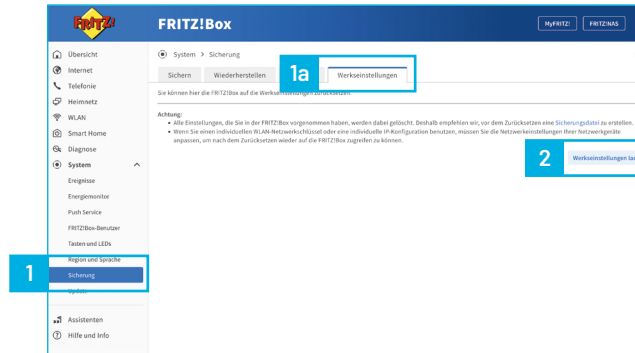 FRITZ!
FRITZ!Box
MyFRITZ!
FRITZ!NAS
Übersicht
Internet
Telefonie
Heimnetz
WLAN
Smart Home
Diagnose
System
Ereignisse
Energiemonitor
Push Service
FRITZ!Box-Benutzer
Tasten und LEDs
Region und Sprache
1
Sicherung
Update
Assistenten
Hilfe und Info
System > Sicherung
Sichern
Wiederherstellen
1a
Werkseinstellungen
Sie können hier die FRITZ!Box auf die Werkseinstellungen zurücksetzen.
Achtung:
• Alle Einstellungen, die Sie in der FRITZ!Box vorgenommen haben, werden dabei gelöscht. Deshalb empfehlen wir, vor dem Zurücksetzen eine Sicherungsdatei zu erstellen.
• Wenn Sie einen individuellen WLAN-Netzwerkschlüssel oder eine individuelle IP-Konfiguration benutzen, müssen Sie die Netzwerkeinstellungen Ihrer Netzwerkgeräte
anpassen, um nach dem Zurücksetzen wieder auf die FRITZ!Box zugreifen zu können.
2
Werkseinstellungen